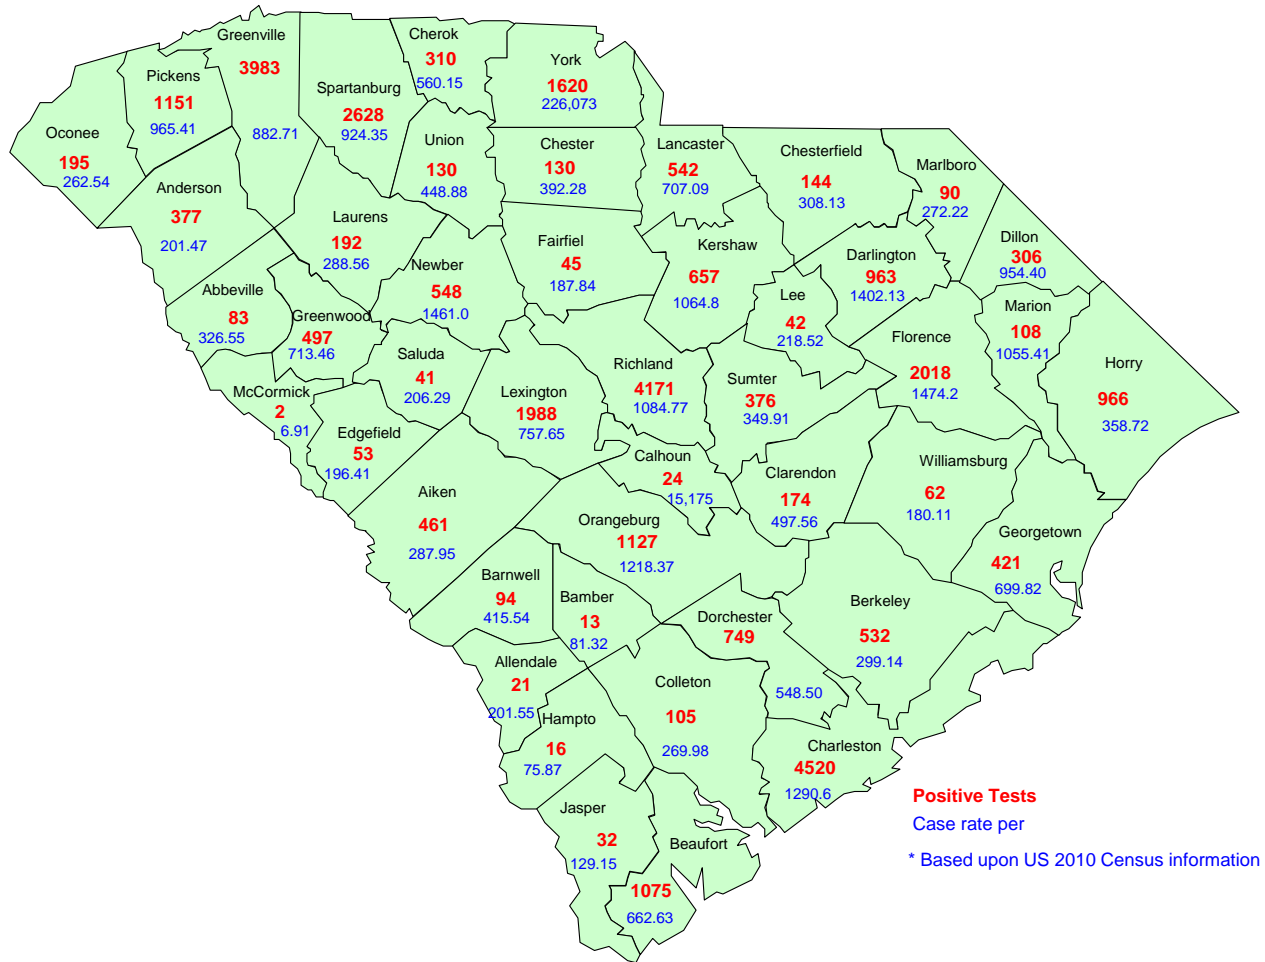 Greenville
3983
882.71
Cherok
310
560.15
York
1620
226,073
Pickens
1151
965.41
Spartanburg
2628
924.35
Oconee
195
262.54
Union
130
448.88
Chester
130
392.28
Lancaster
542
707.09
Chesterfield
144
308.13
Marlboro
90
272.22
Anderson
377
201.47
Laurens
192
288.56
Newber
548
1461.0
Fairfiel
45
187.84
Kershaw
657
1064.8
Darlington
963
1402.13
Dillon
306
954.40
Abbeville
83
326.55
Greenwood
497
713.46
Lee
42
218.52
Marion
108
1055.41
Florence
2018
1474.2
Horry
966
358.72
Saluda
41
206.29
McCormick
2
6.91
Edgefield
53
196.41
Lexington
1988
757.65
Richland
4171
1084.77
Sumter
376
349.91
Calhoun
24
15,175
Clarendon
174
497.56
Williamsburg
62
180.11
Aiken
461
287.95
Orangeburg
1127
1218.37
Georgetown
421
699.82
Barnwell
94
415.54
Bamber
13
81.32
Dorchester
749
548.50
Berkeley
532
299.14
Allendale
21
201.55
Hampto
16
75.87
Colleton
105
269.98
Charleston
4520
1290.6
Jasper
32
129.15
Beaufort
1075
662.63
Positive Tests
Case rate per
* Based upon US 2010 Census information